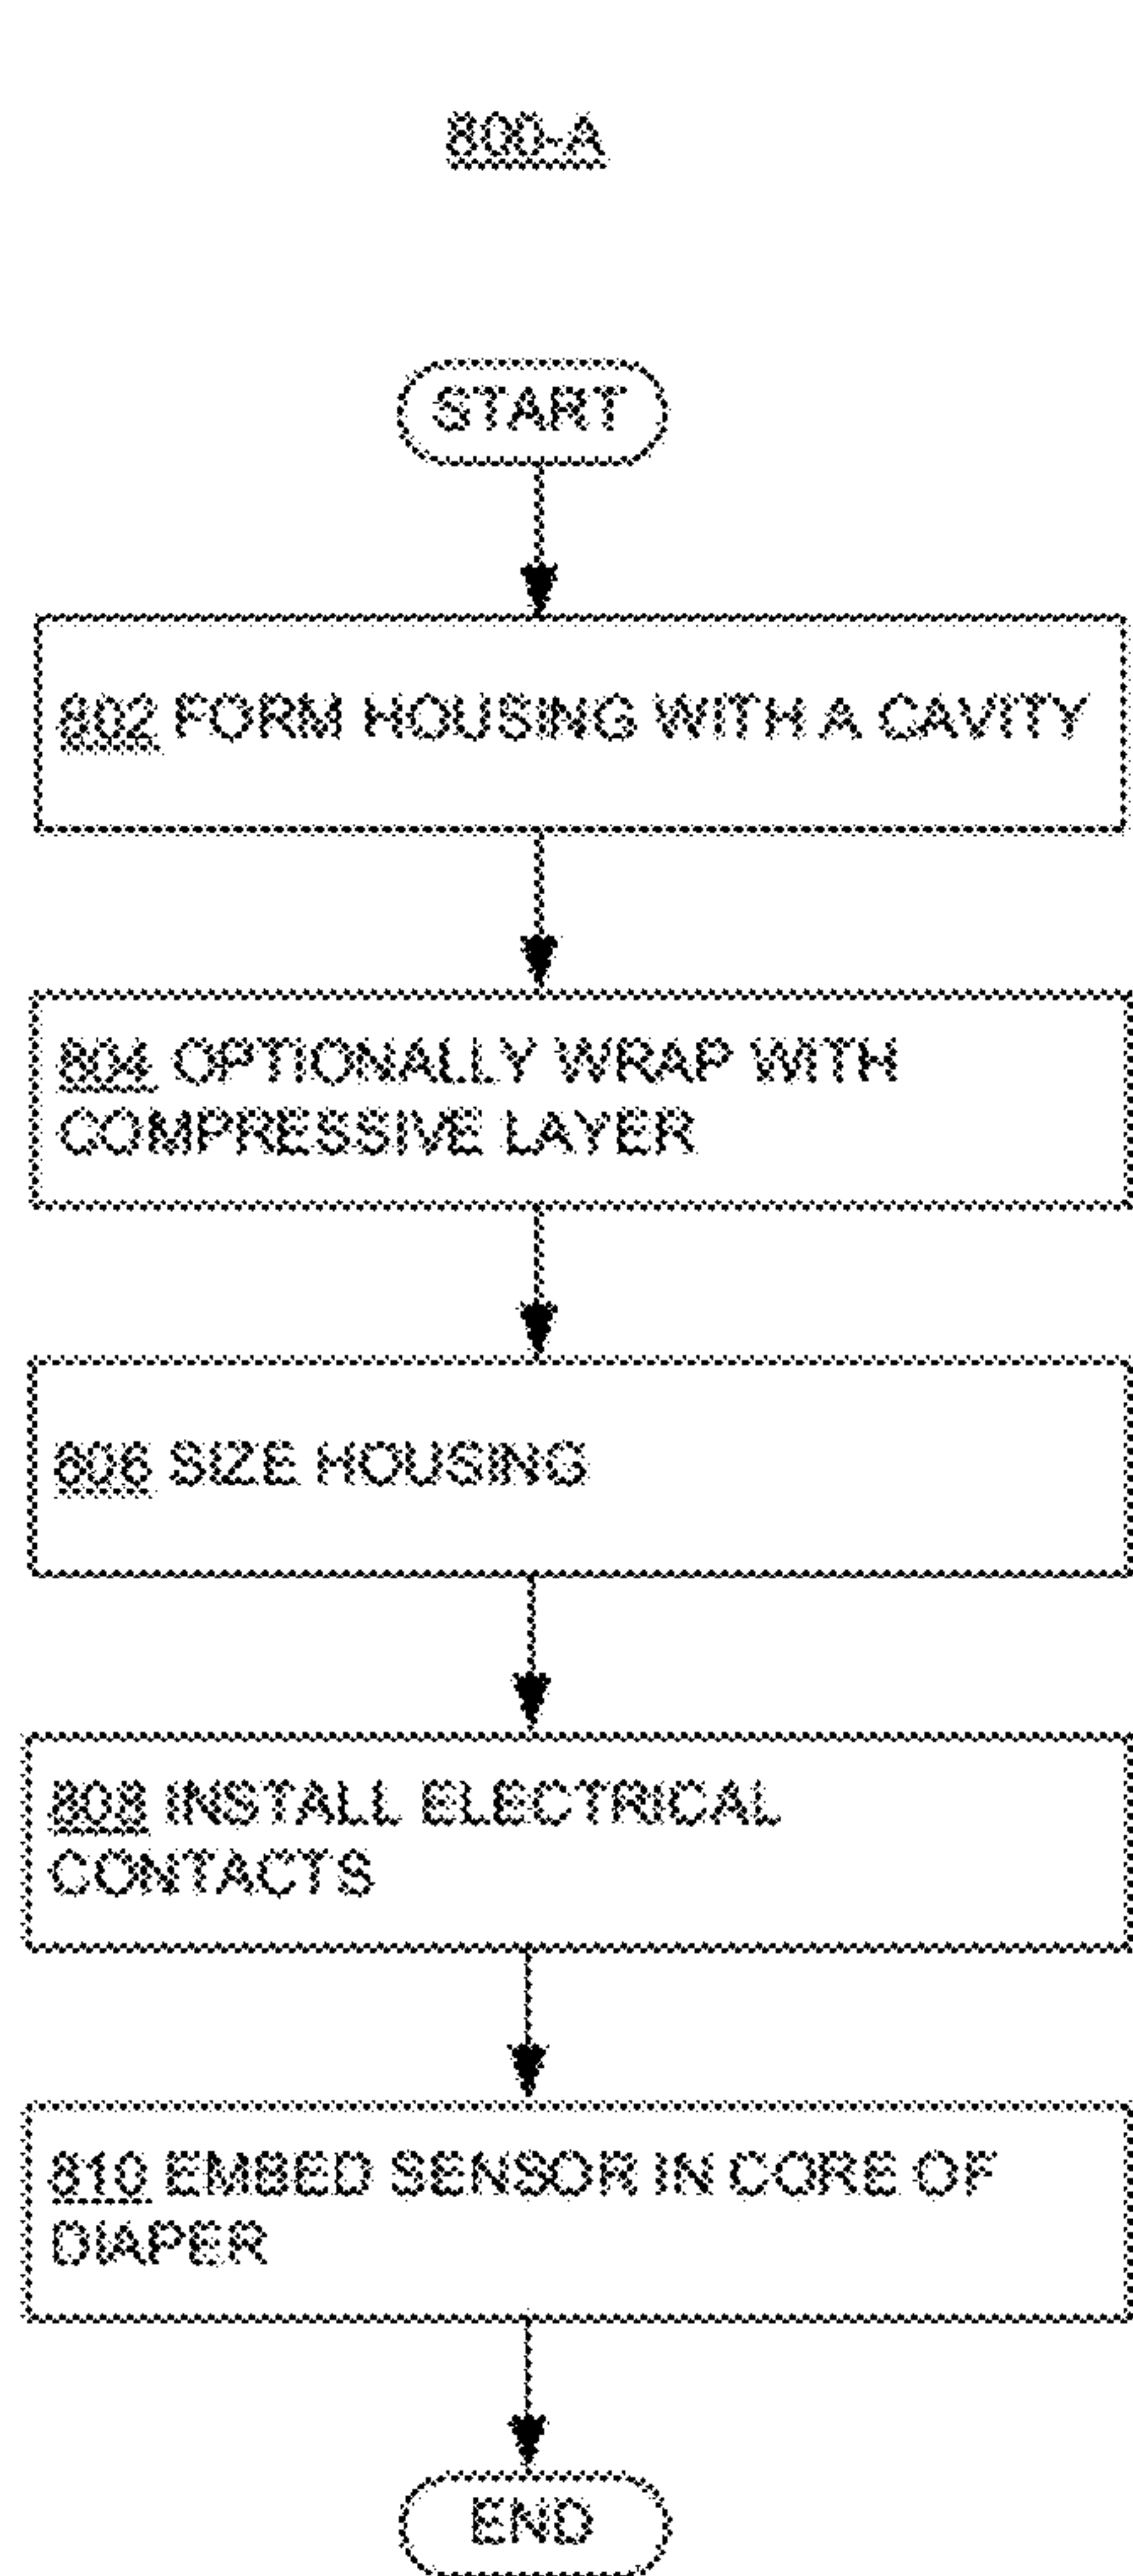 800-A
START
802 FORM HOUSING WITH A CAVITY
804 OPTIONALLY WRAP WITH
COMPRESSIVE LAYER
806 SIZE HOUSING
808 INSTALL ELECTRICAL
CONTACTS
810 EMBED SENSOR IN CORE OF
DIAPER
END